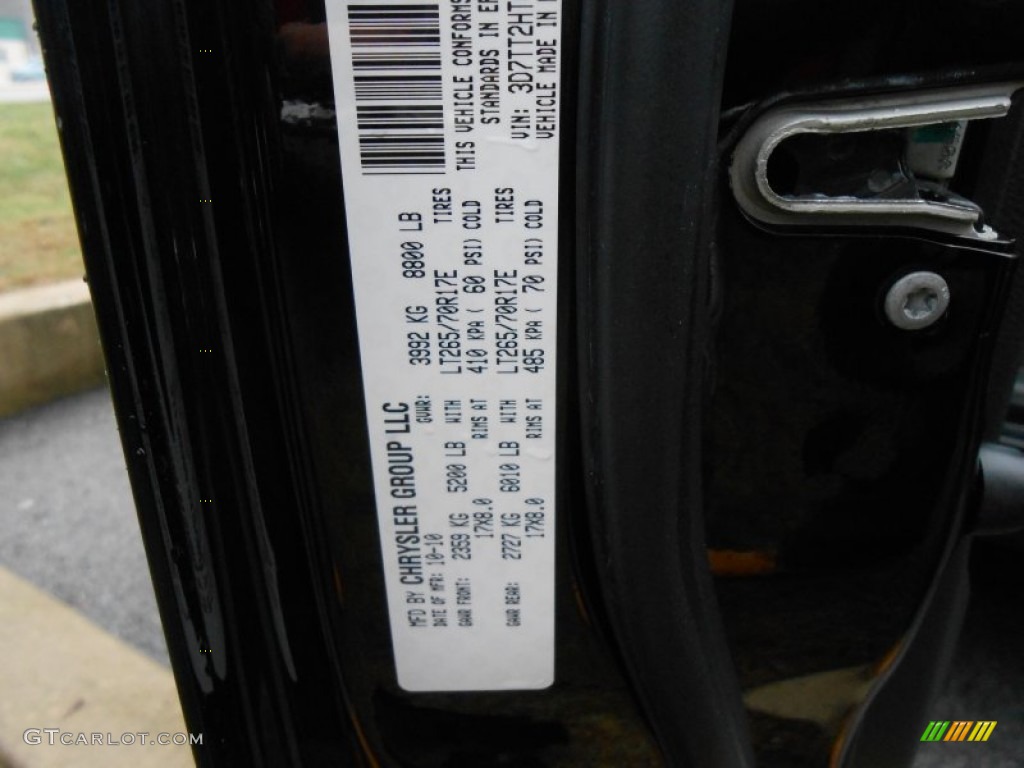 MFD BY CHRYSLER GROUP LLC
DATE OF MFR: 10-10 GVWR: 3992 KG 8800 LB
GAWR FRONT: 2359 KG 5200 LB WITH LT265/70R17E TIRES
17X8.0 RIMS AT 410 KPA ( 60 PSI) COLD
GAWR REAR: 2727 KG 6010 LB WITH LT265/70R17E TIRES
17X8.0 RIMS AT 485 KPA ( 70 PSI) COLD
THIS VEHICLE CONFORMS
STANDARDS IN
VIN: 3D7TT2HT
VEHICLE MADE IN
GTCARLOT.COM